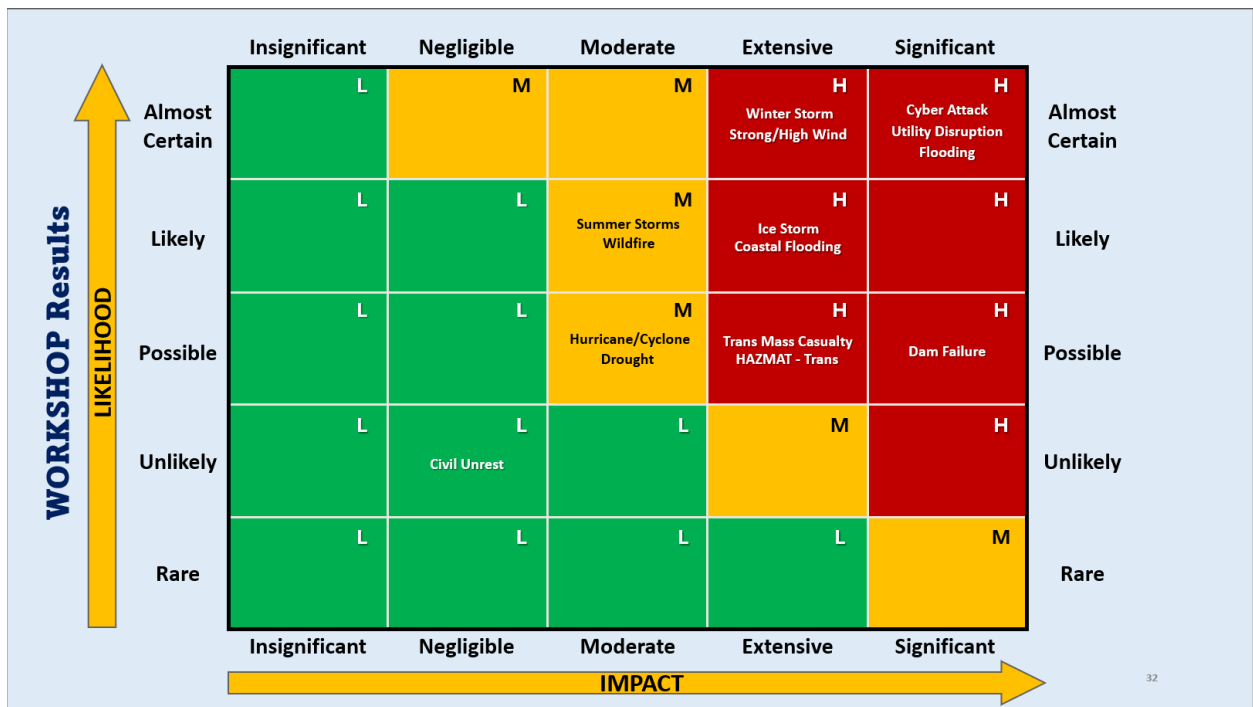 Insignificant Negligible Moderate Extensive Significant
L M M H H
Almost
Certain
Winter Storm
Strong/High Wind
Cyber Attack
Utility Disruption
Flooding
Almost
Certain
L L M H H
Likely
Summer Storms
Wildfire
Ice Storm
Coastal Flooding
Likely
L L M H H
Possible
Hurricane/Cyclone
Drought
Trans Mass Casualty
HAZMAT - Trans
Dam Failure
Possible
L L L M H
Unlikely
Civil Unrest
Unlikely
L L L L M
Rare
Rare
Insignificant Negligible Moderate Extensive Significant
IMPACT
LIKELIHOOD
WORKSHOP Results
32